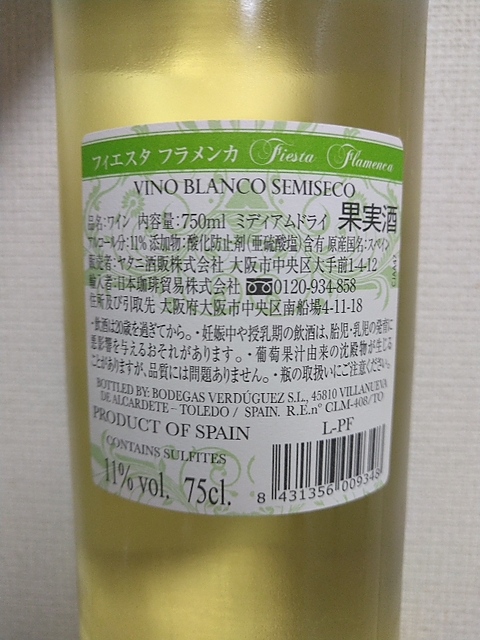 フィエスタ フラメンカ Fiesta Flamenca
VINO BLANCO SEMISECO
品名:ワイン 内容量:750ml ミディアムドライ 果実酒
アルコール分:11% 添加物:酸化防止剤(亜硫酸塩)含有 原産国名:スペイン
販売者:ヤタニ酒販株式会社 大阪市中央区大手前1-4-12
輸入者:日本珈琲貿易株式会社 0120-934-858
住所及び引取先 大阪府大阪市中央区南船場4-11-18
・飲酒は20歳を過ぎてから。・妊娠中や授乳期の飲酒は、胎児・乳児の発育に
悪影響を与えるおそれがあります。・葡萄果汁由来の沈殿物が生じる
ことがありますが、品質には問題ありません。・瓶の取扱いにご注意ください。
BOTTLED BY: BODEGAS VERDÚGUEZ S.L., 45810 VILLANUEVA
DE ALCARDETE – TOLEDO / SPAIN. R.E.nº CLM-408/TO
PRODUCT OF SPAIN
L-PF
CONTAINS SULFITES
11% vol, 75cl.
8 431356 009348